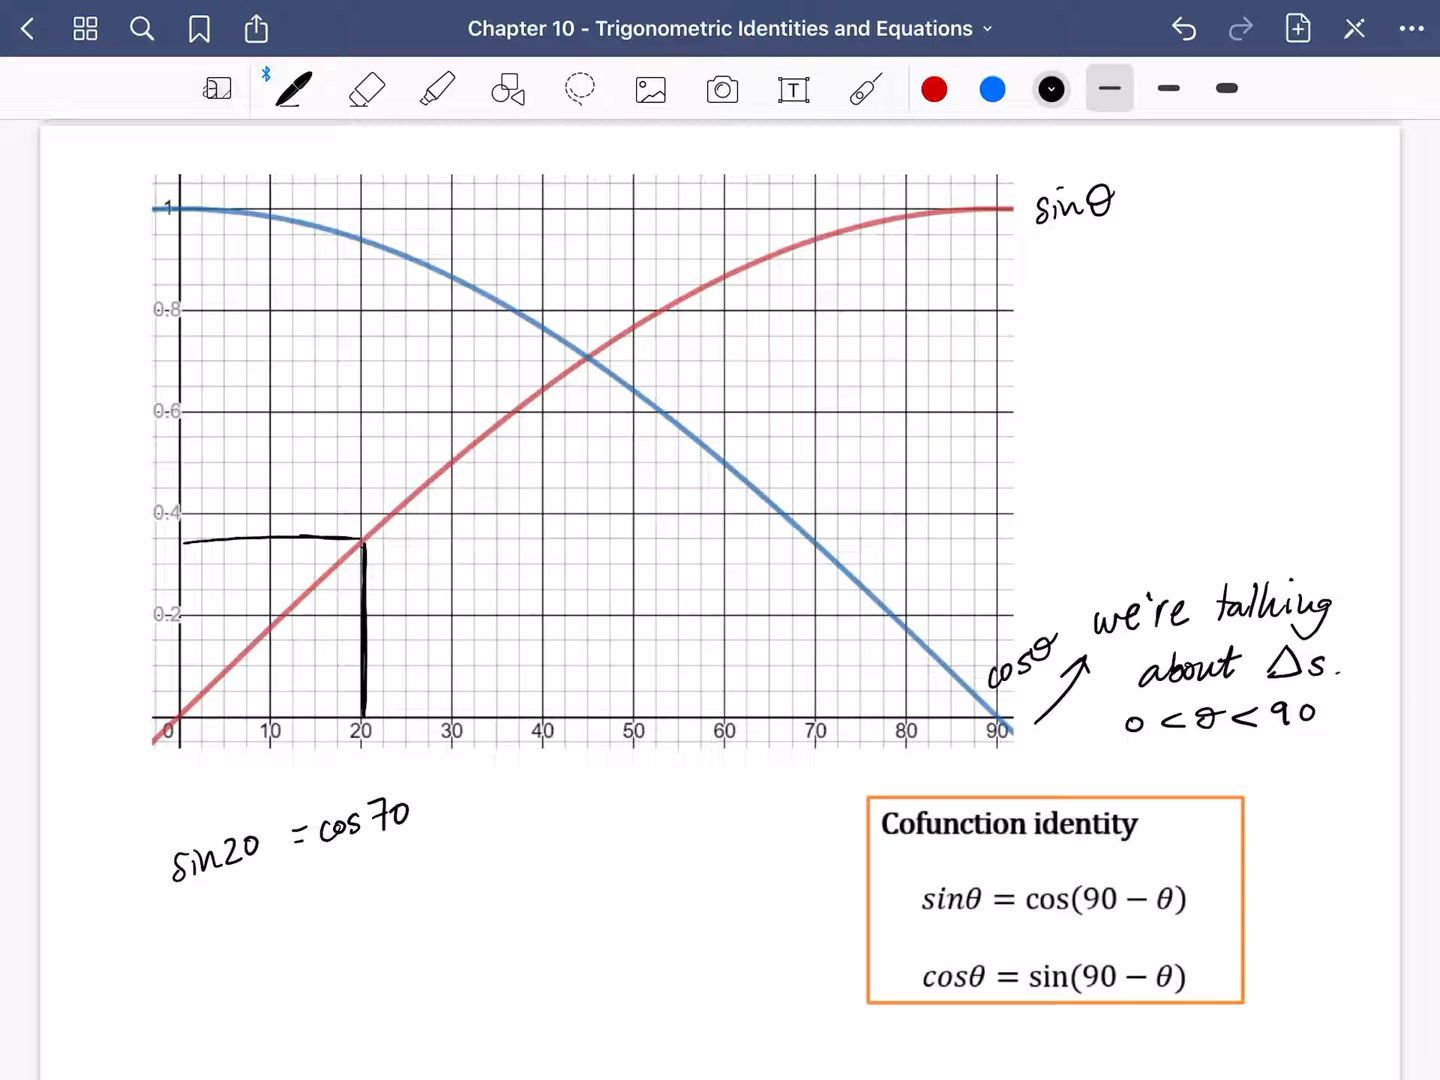 Chapter 10 - Trigonometric Identities and Equations
1
sinθ
0.8
0.6
0.4
0.2
cosθ
we're talking
about Δs.
0 < θ < 90
0 10 20 30 40 50 60 70 80 90
sin20 = cos70
Cofunction identity
sinθ = cos(90 − θ)
cosθ = sin(90 − θ)